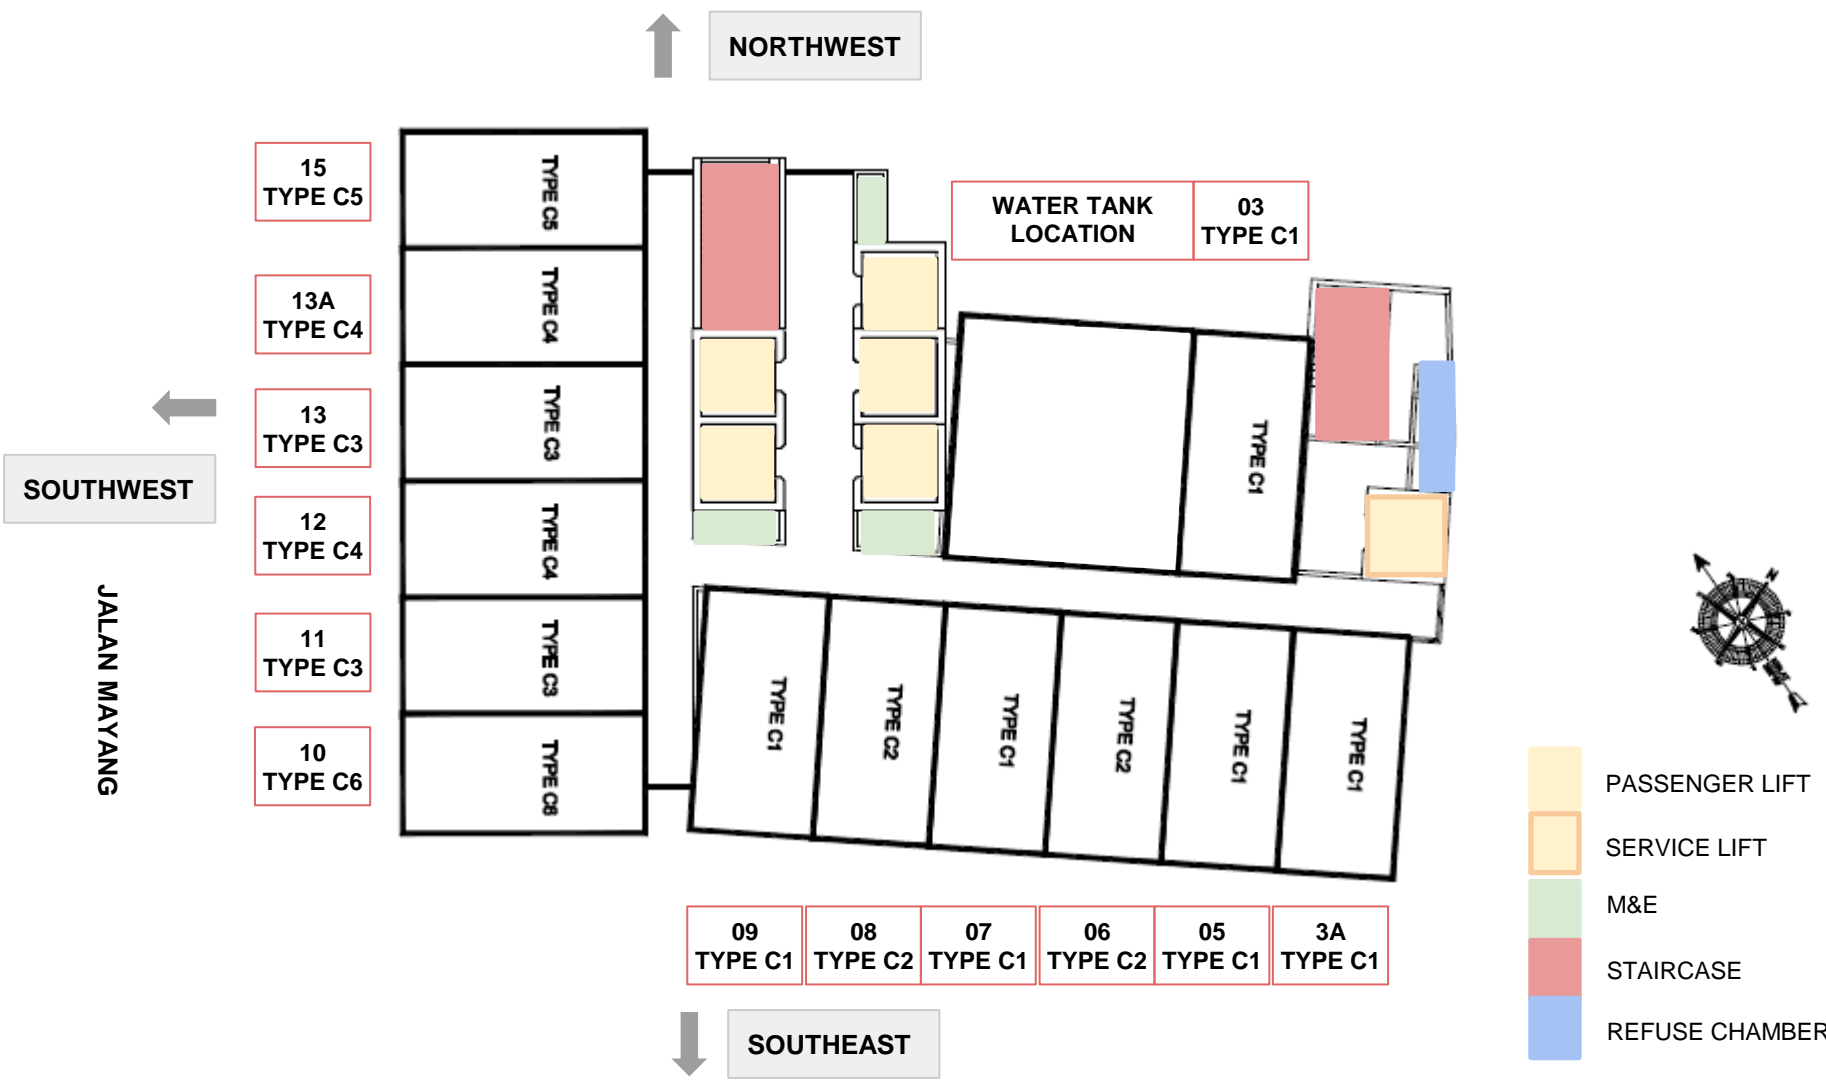 NORTHWEST
15
TYPE C5
13A
TYPE C4
13
TYPE C3
12
TYPE C4
11
TYPE C3
10
TYPE C6
SOUTHWEST
JALAN MAYANG
TYPE C5
TYPE C4
TYPE C3
TYPE C4
TYPE C3
TYPE C6
WATER TANK
LOCATION
03
TYPE C1
TYPE C1
TYPE C1
TYPE C2
TYPE C1
TYPE C2
TYPE C1
TYPE C1
09
TYPE C1
08
TYPE C2
07
TYPE C1
06
TYPE C2
05
TYPE C1
3A
TYPE C1
SOUTHEAST
N
PASSENGER LIFT
SERVICE LIFT
M&E
STAIRCASE
REFUSE CHAMBER